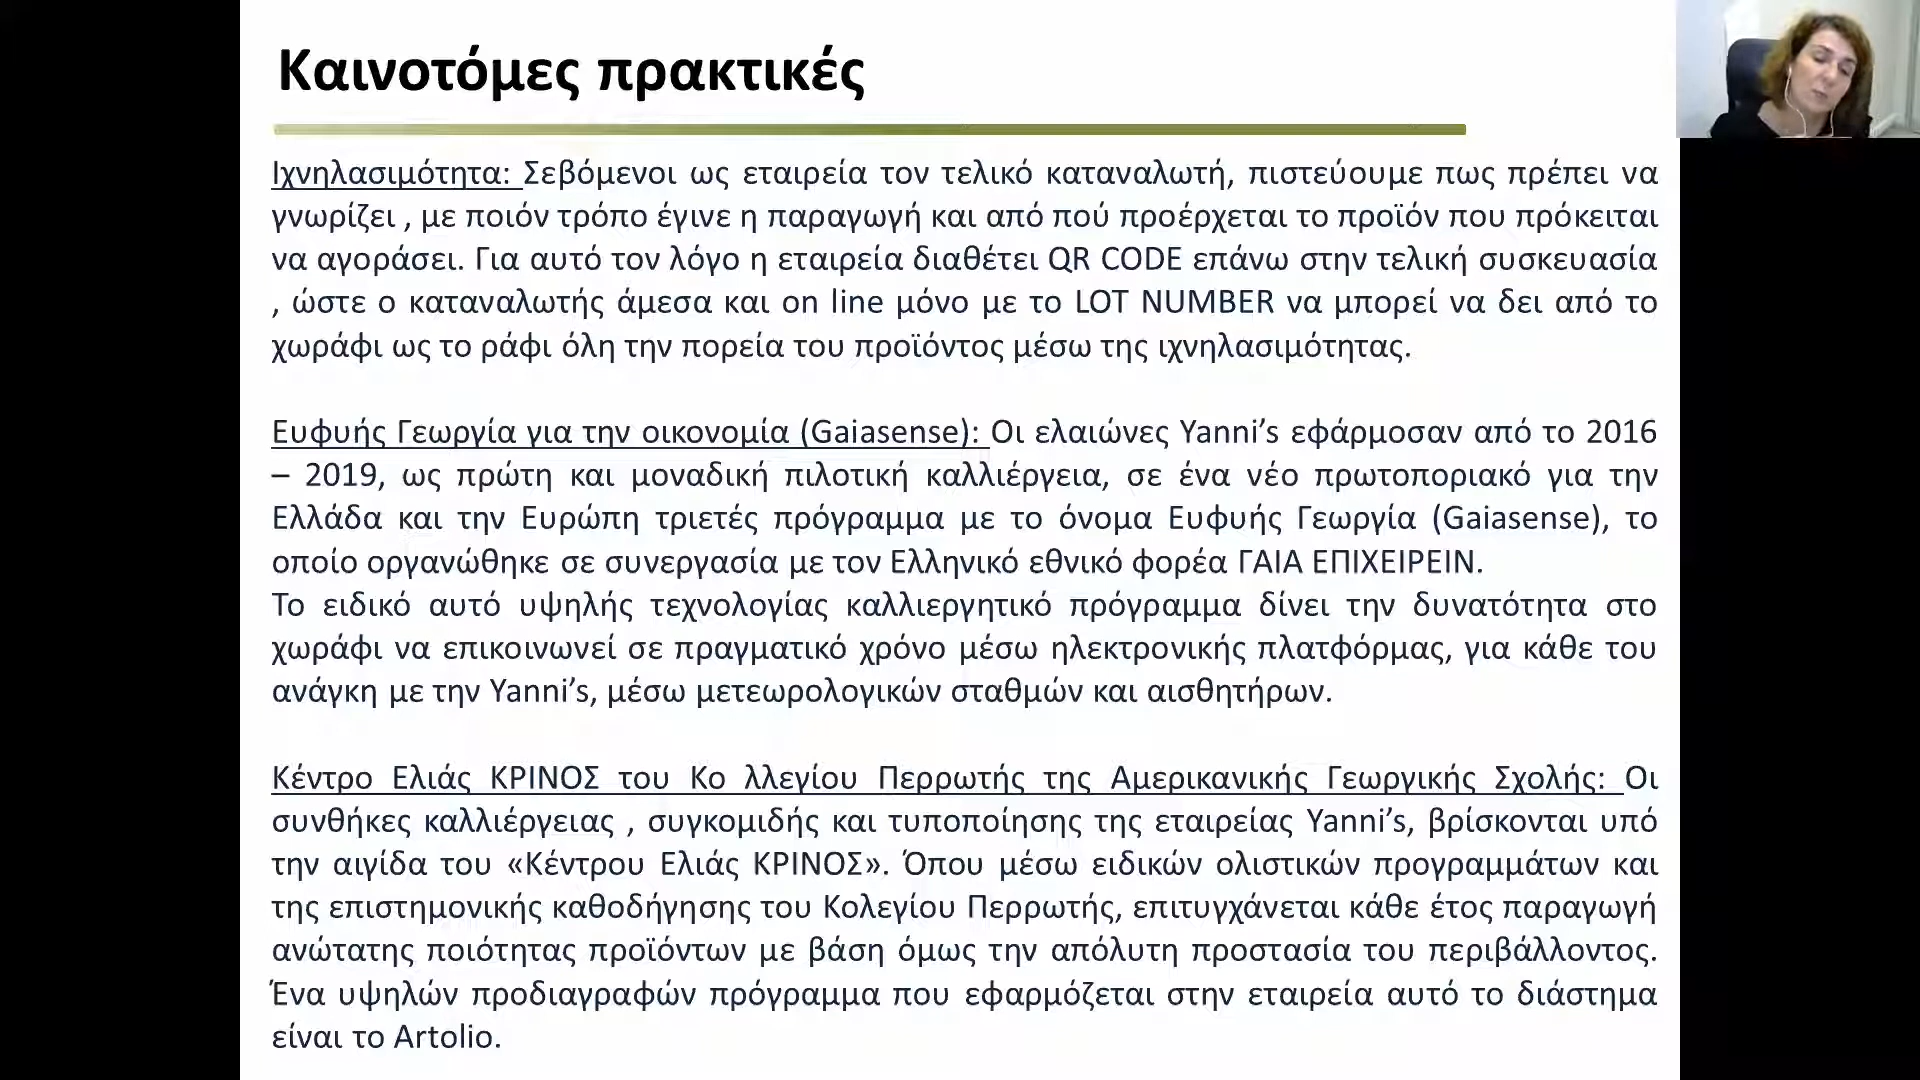 Καινοτόμες πρακτικές
Ιχνηλασιμότητα: Σεβόμενοι ως εταιρεία τον τελικό καταναλωτή, πιστεύουμε πως πρέπει να
γνωρίζει , με ποιόν τρόπο έγινε η παραγωγή και από πού προέρχεται το προϊόν που πρόκειται
να αγοράσει. Για αυτό τον λόγο η εταιρεία διαθέτει QR CODE επάνω στην τελική συσκευασία
, ώστε ο καταναλωτής άμεσα και on line μόνο με το LOT NUMBER να μπορεί να δει από το
χωράφι ως το ράφι όλη την πορεία του προϊόντος μέσω της ιχνηλασιμότητας.
Ευφυής Γεωργία για την οικονομία (Gaiasense): Οι ελαιώνες Yanni’s εφάρμοσαν από το 2016
– 2019, ως πρώτη και μοναδική πιλοτική καλλιέργεια, σε ένα νέο πρωτοποριακό για την
Ελλάδα και την Ευρώπη τριετές πρόγραμμα με το όνομα Ευφυής Γεωργία (Gaiasense), το
οποίο οργανώθηκε σε συνεργασία με τον Ελληνικό εθνικό φορέα ΓΑΙΑ ΕΠΙΧΕΙΡΕΙΝ.
Το ειδικό αυτό υψηλής τεχνολογίας καλλιεργητικό πρόγραμμα δίνει την δυνατότητα στο
χωράφι να επικοινωνεί σε πραγματικό χρόνο μέσω ηλεκτρονικής πλατφόρμας, για κάθε του
ανάγκη με την Yanni’s, μέσω μετεωρολογικών σταθμών και αισθητήρων.
Κέντρο Ελιάς ΚΡΙΝΟΣ του Κο λλεγίου Περρωτής της Αμερικανικής Γεωργικής Σχολής: Οι
συνθήκες καλλιέργειας , συγκομιδής και τυποποίησης της εταιρείας Yanni’s, βρίσκονται υπό
την αιγίδα του «Κέντρου Ελιάς ΚΡΙΝΟΣ». Όπου μέσω ειδικών ολιστικών προγραμμάτων και
της επιστημονικής καθοδήγησης του Κολεγίου Περρωτής, επιτυγχάνεται κάθε έτος παραγωγή
ανώτατης ποιότητας προϊόντων με βάση όμως την απόλυτη προστασία του περιβάλλοντος.
Ένα υψηλών προδιαγραφών πρόγραμμα που εφαρμόζεται στην εταιρεία αυτό το διάστημα
είναι το Artolio.